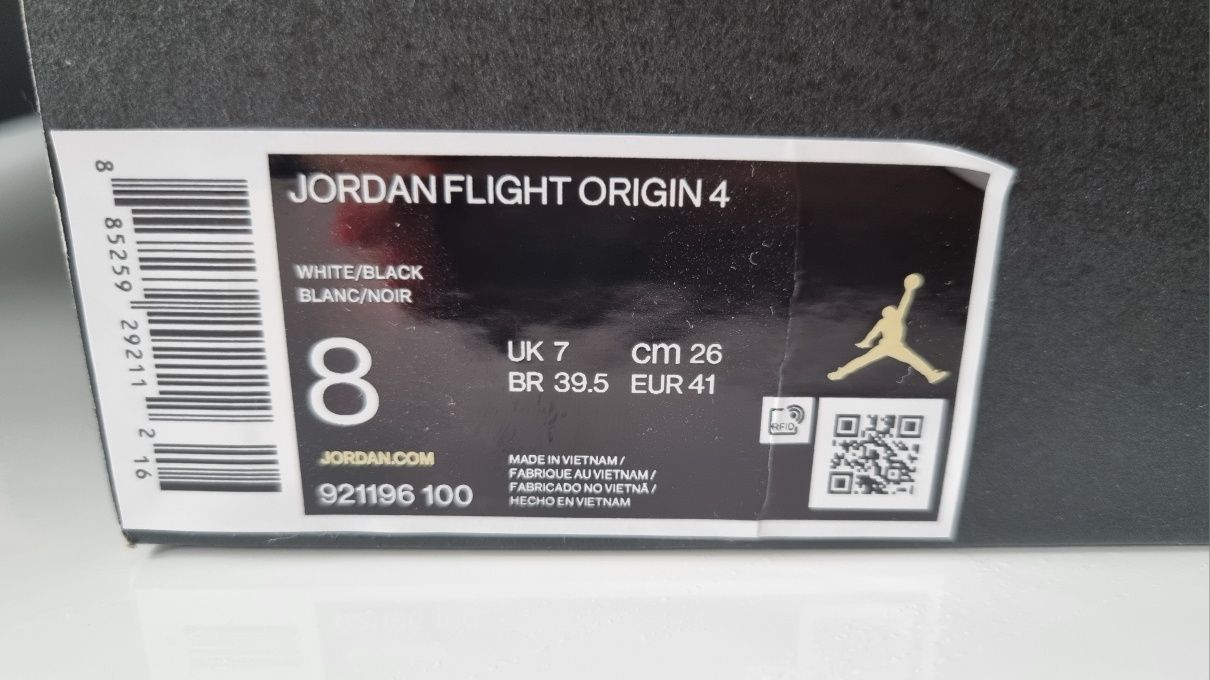 JORDAN FLIGHT ORIGIN 4
WHITE/BLACK
BLANC/NOIR
8
UK 7 cm 26
BR 39.5 EUR 41
JORDAN.COM
921196 100
MADE IN VIETNAM /
FABRIQUE AU VIETNAM /
FABRICADO NO VIETNÃ /
HECHO EN VIETNAM
RFID
8 85259 29211 2 16